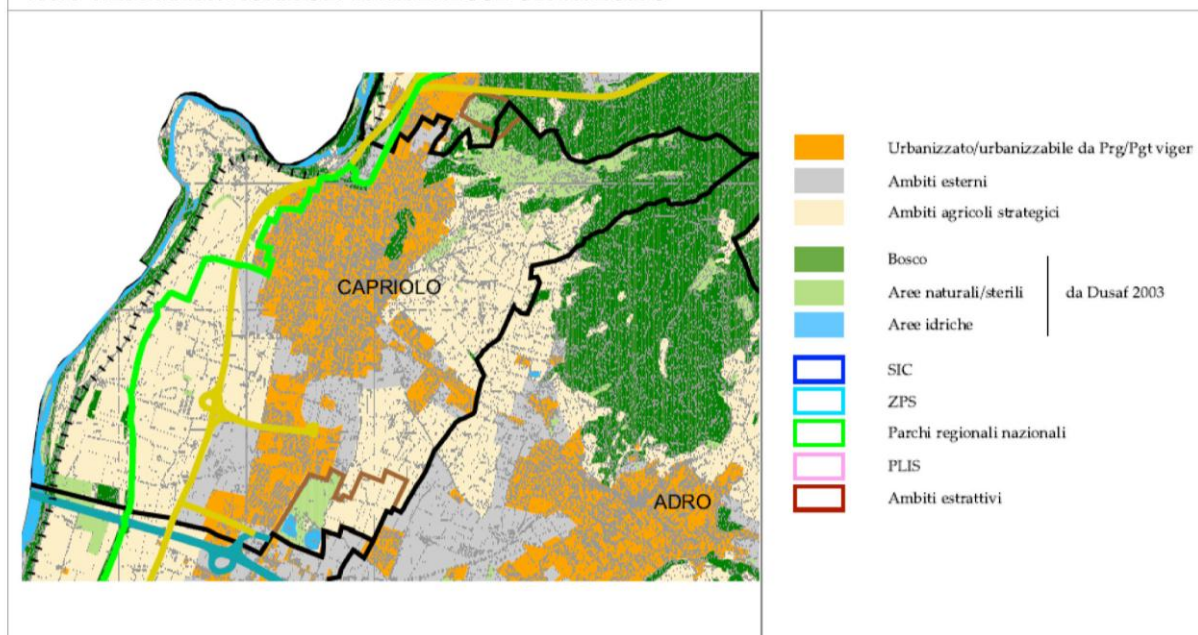 CAPRIOLO
ADRO
Urbanizzato/urbanizzabile da Prg/Pgt viger
Ambiti esterni
Ambiti agricoli strategici
Bosco
Aree naturali/sterili
da Dusaf 2003
Aree idriche
SIC
ZPS
Parchi regionali nazionali
PLIS
Ambiti estrattivi